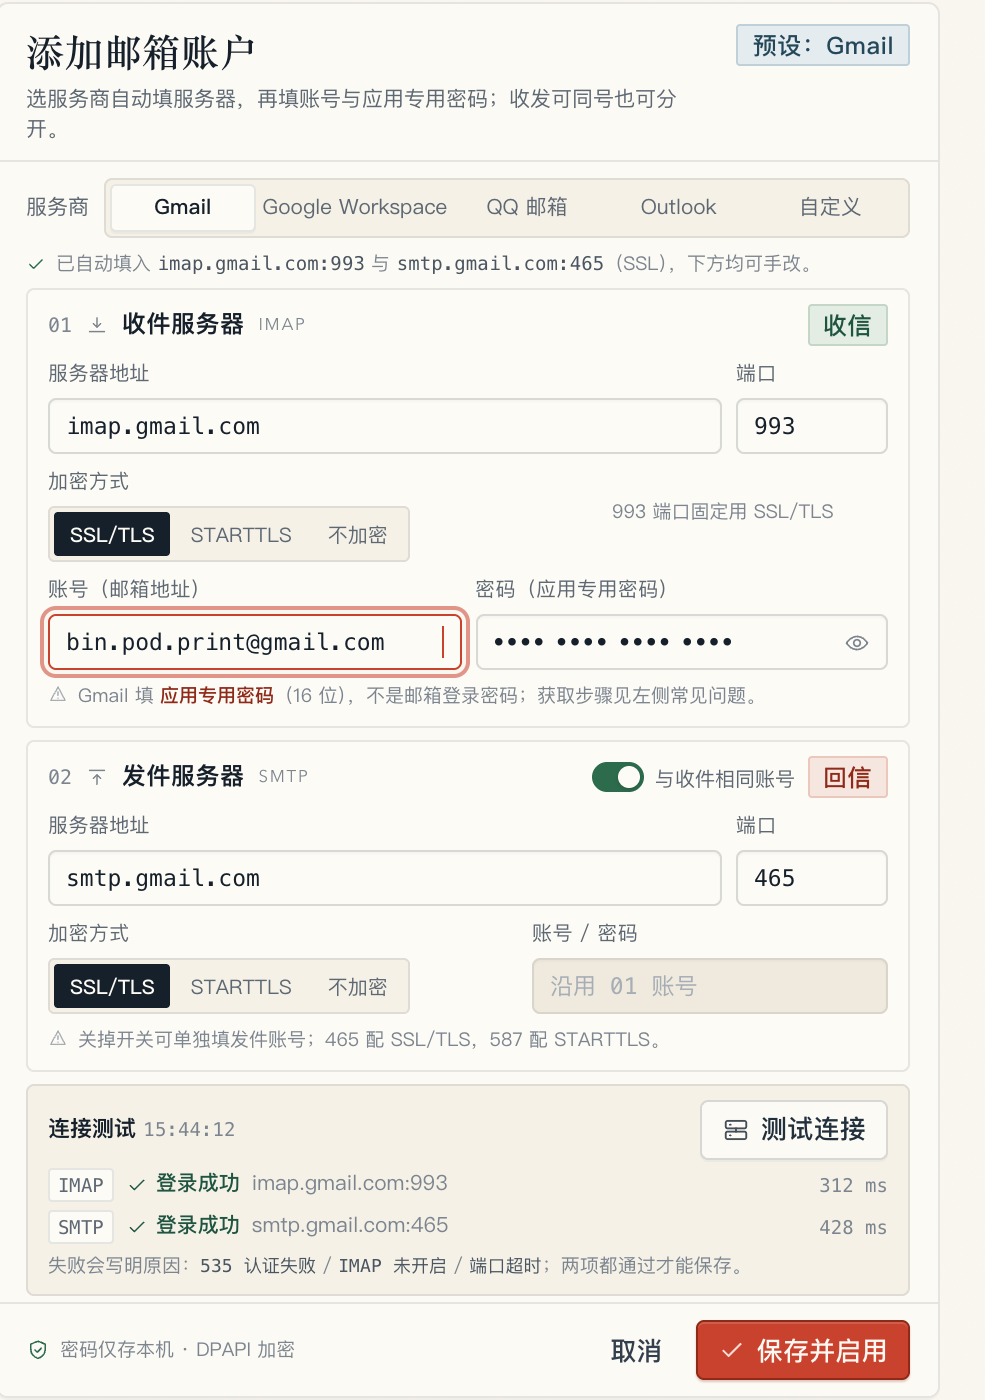 添加邮箱账户
预设：Gmail
选服务商自动填服务器，再填账号与应用专用密码；收发可同号也可分
开。
服务商 Gmail Google Workspace QQ 邮箱 Outlook 自定义
已自动填入 imap.gmail.com:993 与 smtp.gmail.com:465（SSL），下方均可手改。
01 收件服务器 IMAP 收信
服务器地址 端口
imap.gmail.com 993
加密方式
993 端口固定用 SSL/TLS
SSL/TLS STARTTLS 不加密
账号（邮箱地址） 密码（应用专用密码）
bin.pod.print@gmail.com •••• •••• •••• ••••
Gmail 填 应用专用密码（16 位），不是邮箱登录密码；获取步骤见左侧常见问题。
02 发件服务器 SMTP 与收件相同账号 回信
服务器地址 端口
smtp.gmail.com 465
加密方式 账号 / 密码
SSL/TLS STARTTLS 不加密 沿用 01 账号
关掉开关可单独填发件账号；465 配 SSL/TLS，587 配 STARTTLS。
连接测试 15:44:12 测试连接
IMAP 登录成功 imap.gmail.com:993 312 ms
SMTP 登录成功 smtp.gmail.com:465 428 ms
失败会写明原因：535 认证失败 / IMAP 未开启 / 端口超时；两项都通过才能保存。
密码仅存本机 · DPAPI 加密 取消 保存并启用